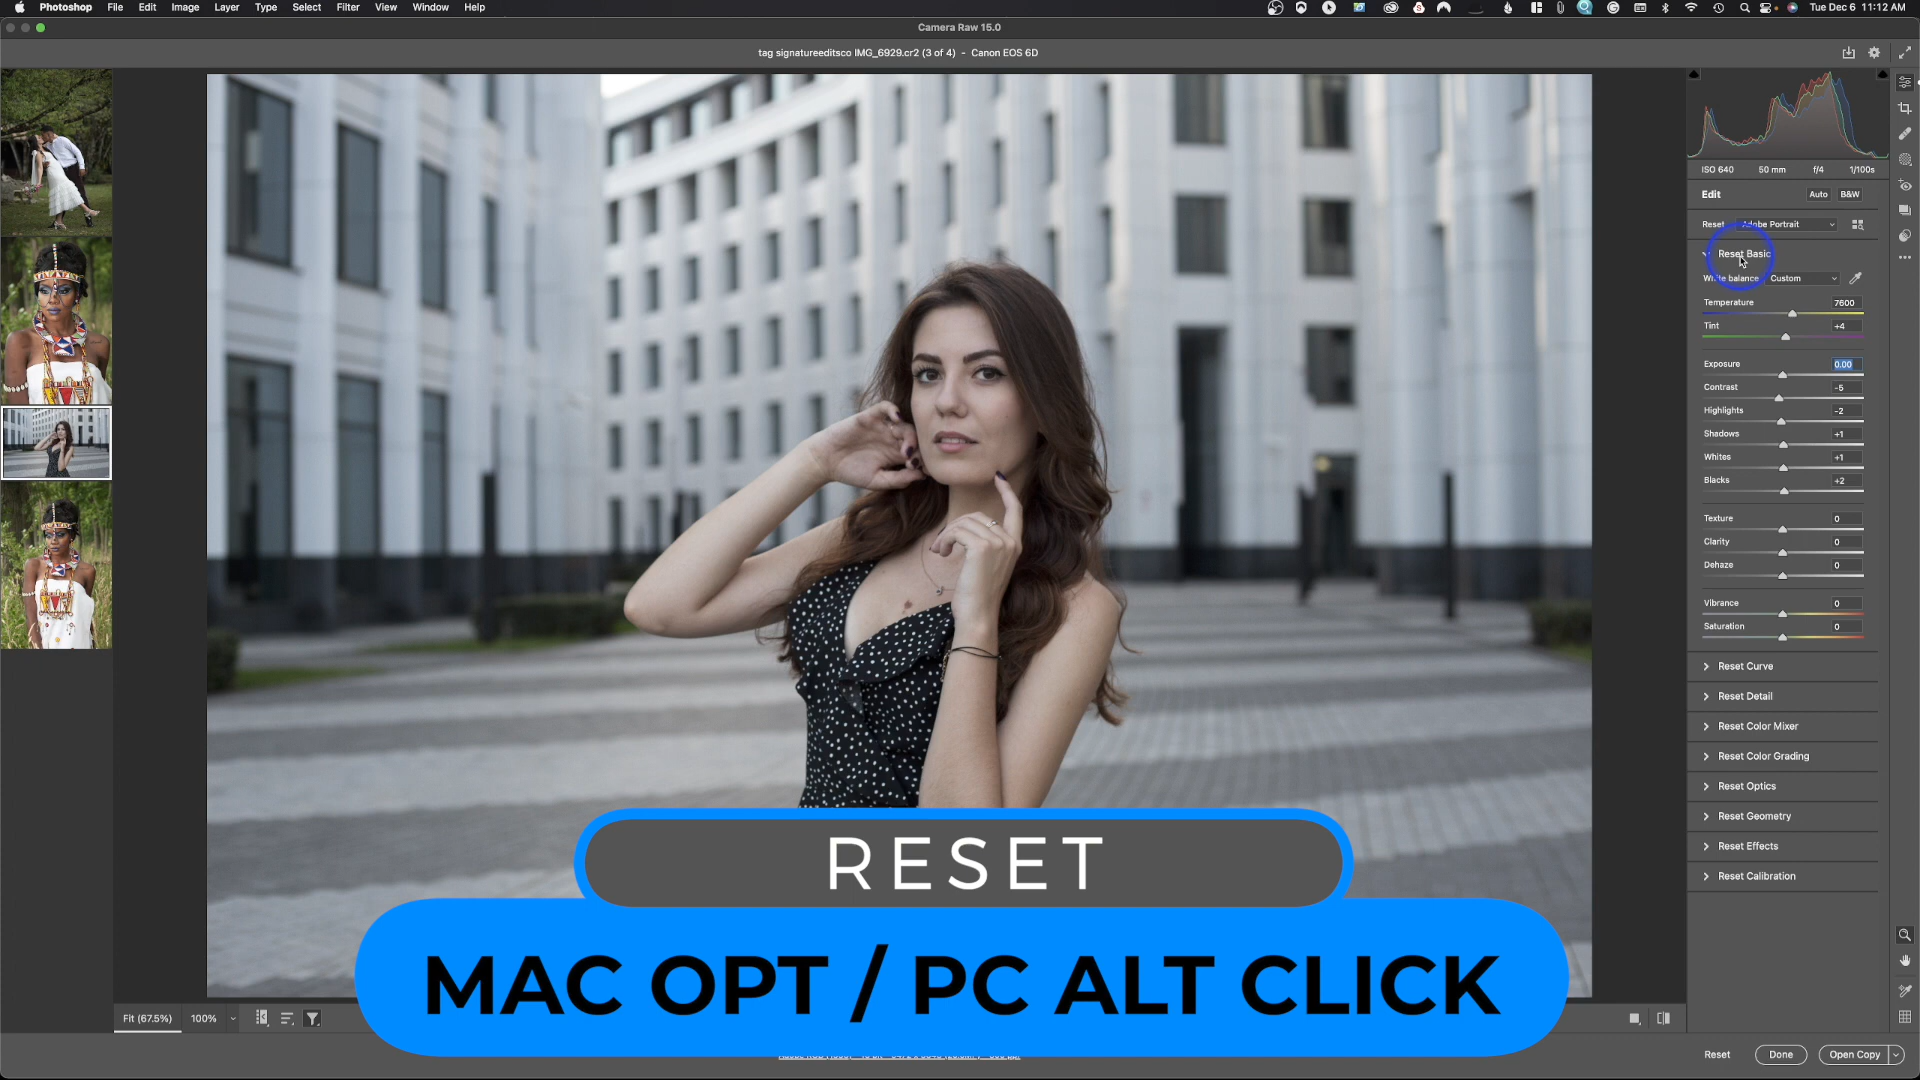 Photoshop File Edit Image Layer Type Select Filter View Window Help
Tue Dec 6 11:12 AM
Camera Raw 15.0
tag signatureeditsco IMG_6929.cr2 (3 of 4) - Canon EOS 6D
ISO 640 50 mm f/4 1/100s
Edit Auto B&W
Reset Adobe Portrait
Reset Basic
White balance Custom
Temperature 7600
Tint +4
Exposure 0.00
Contrast -5
Highlights -2
Shadows +1
Whites +1
Blacks +2
Texture 0
Clarity 0
Dehaze 0
Vibrance 0
Saturation 0
Reset Curve
Reset Detail
Reset Color Mixer
Reset Color Grading
Reset Optics
Reset Geometry
Reset Effects
Reset Calibration
RESET
MAC OPT / PC ALT CLICK
Fit (67.5%) 100%
Reset Done Open Copy